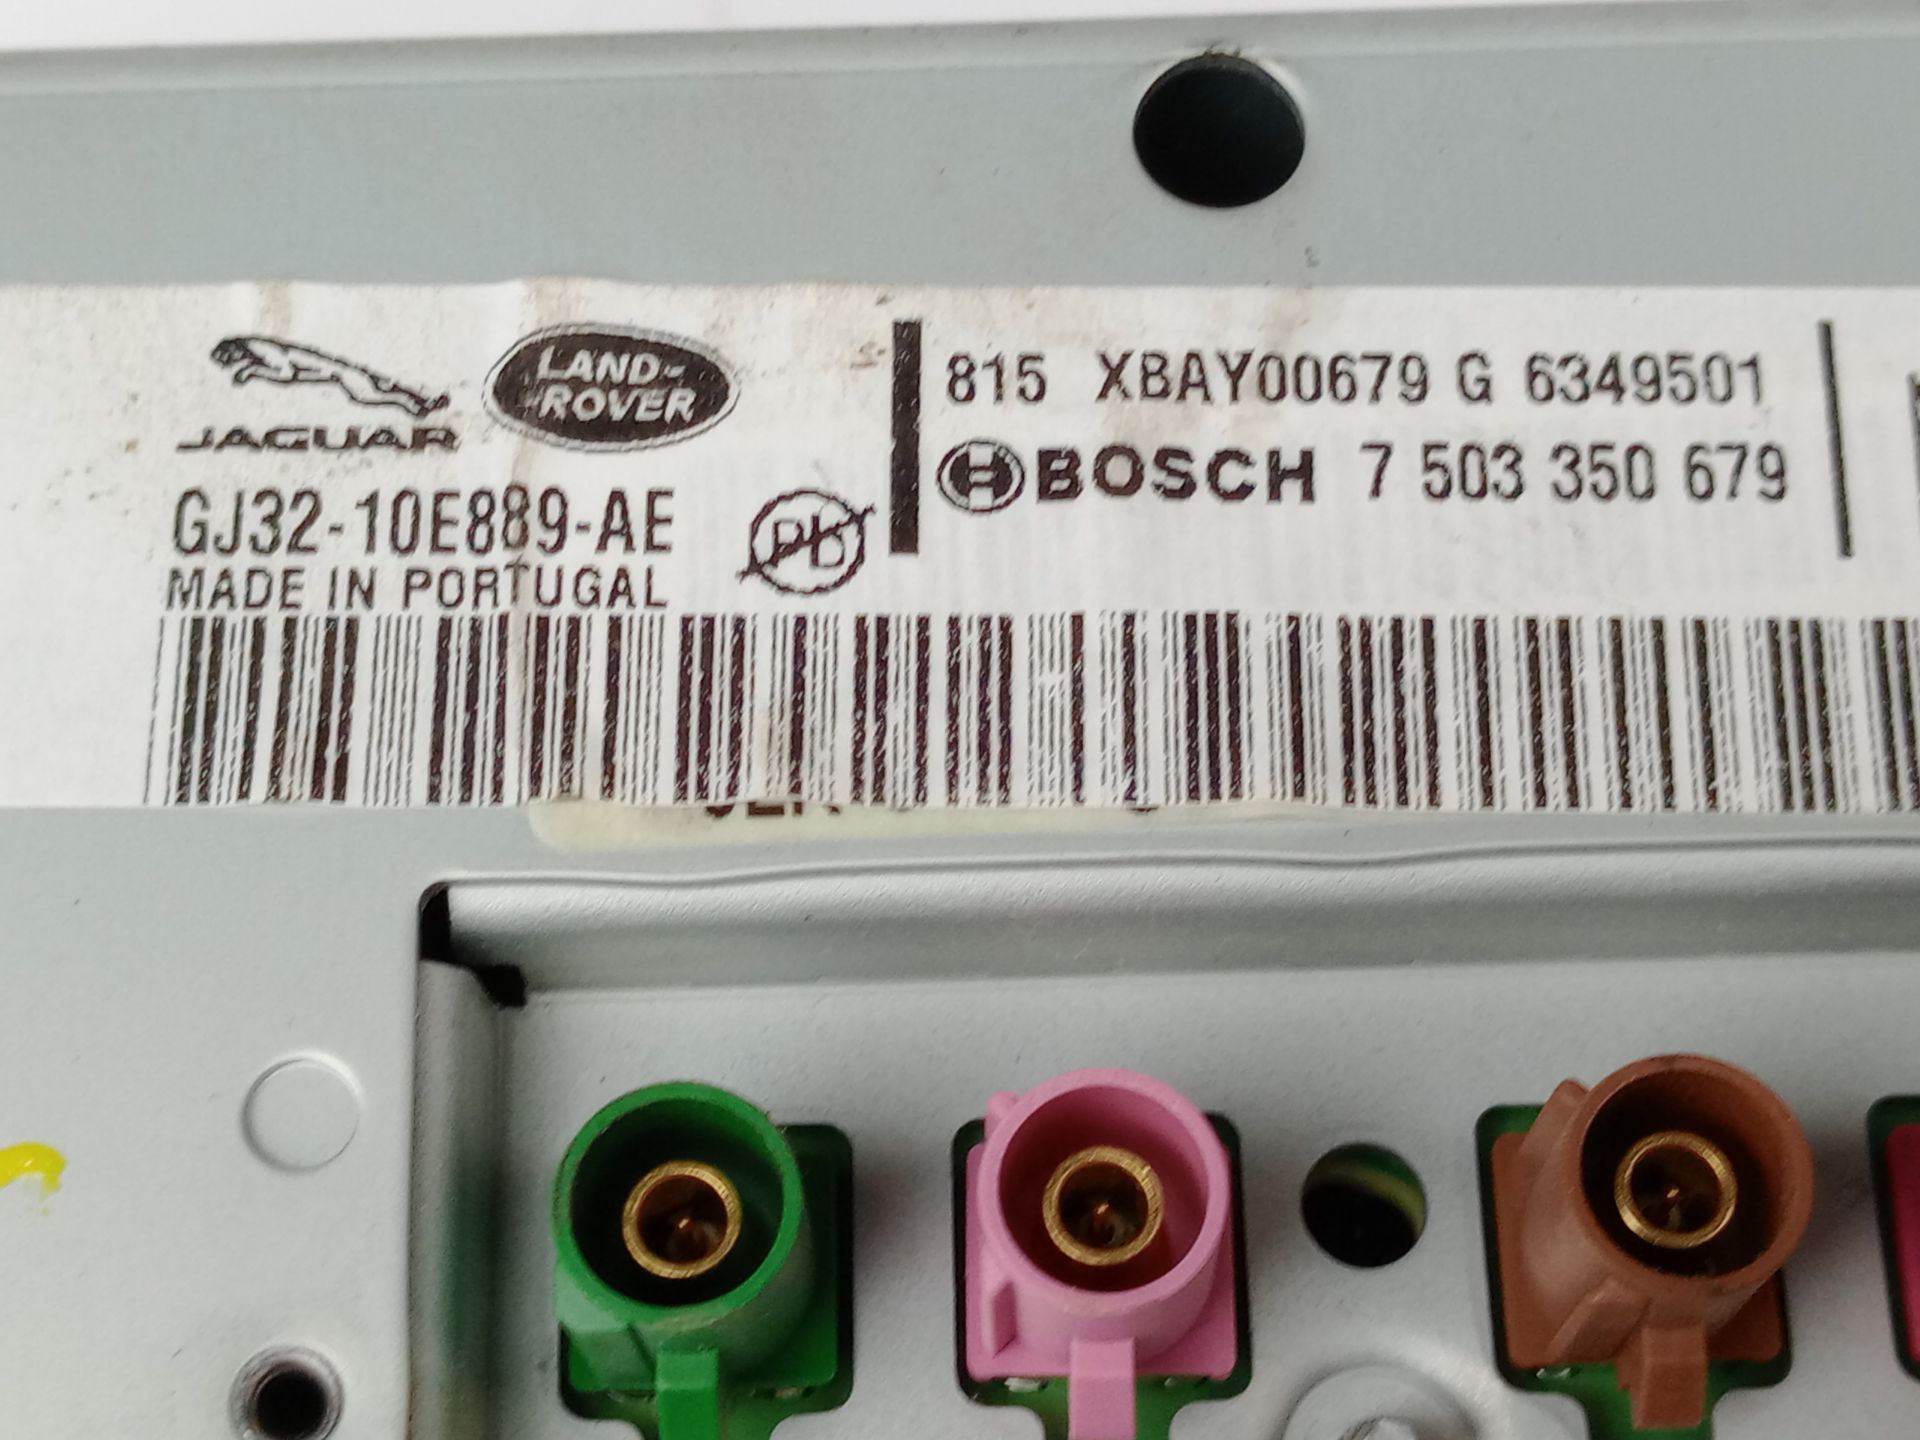 JAGUAR
LAND-
ROVER
GJ32-10E889-AE
MADE IN PORTUGAL
Pb
815 XBAY00679 G 6349501
BOSCH 7 503 350 679